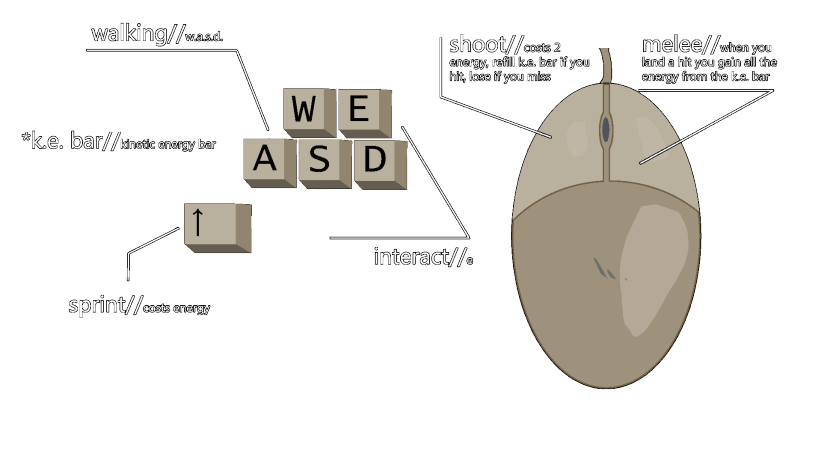 walking//w.a.s.d.
shoot//costs 2
energy, refill k.e. bar if you
hit, lose if you miss
melee//when you
land a hit you gain all the
energy from the k.e. bar
*k.e. bar//kinetic energy bar
W E
A S D
↑
interact//e
sprint//costs energy